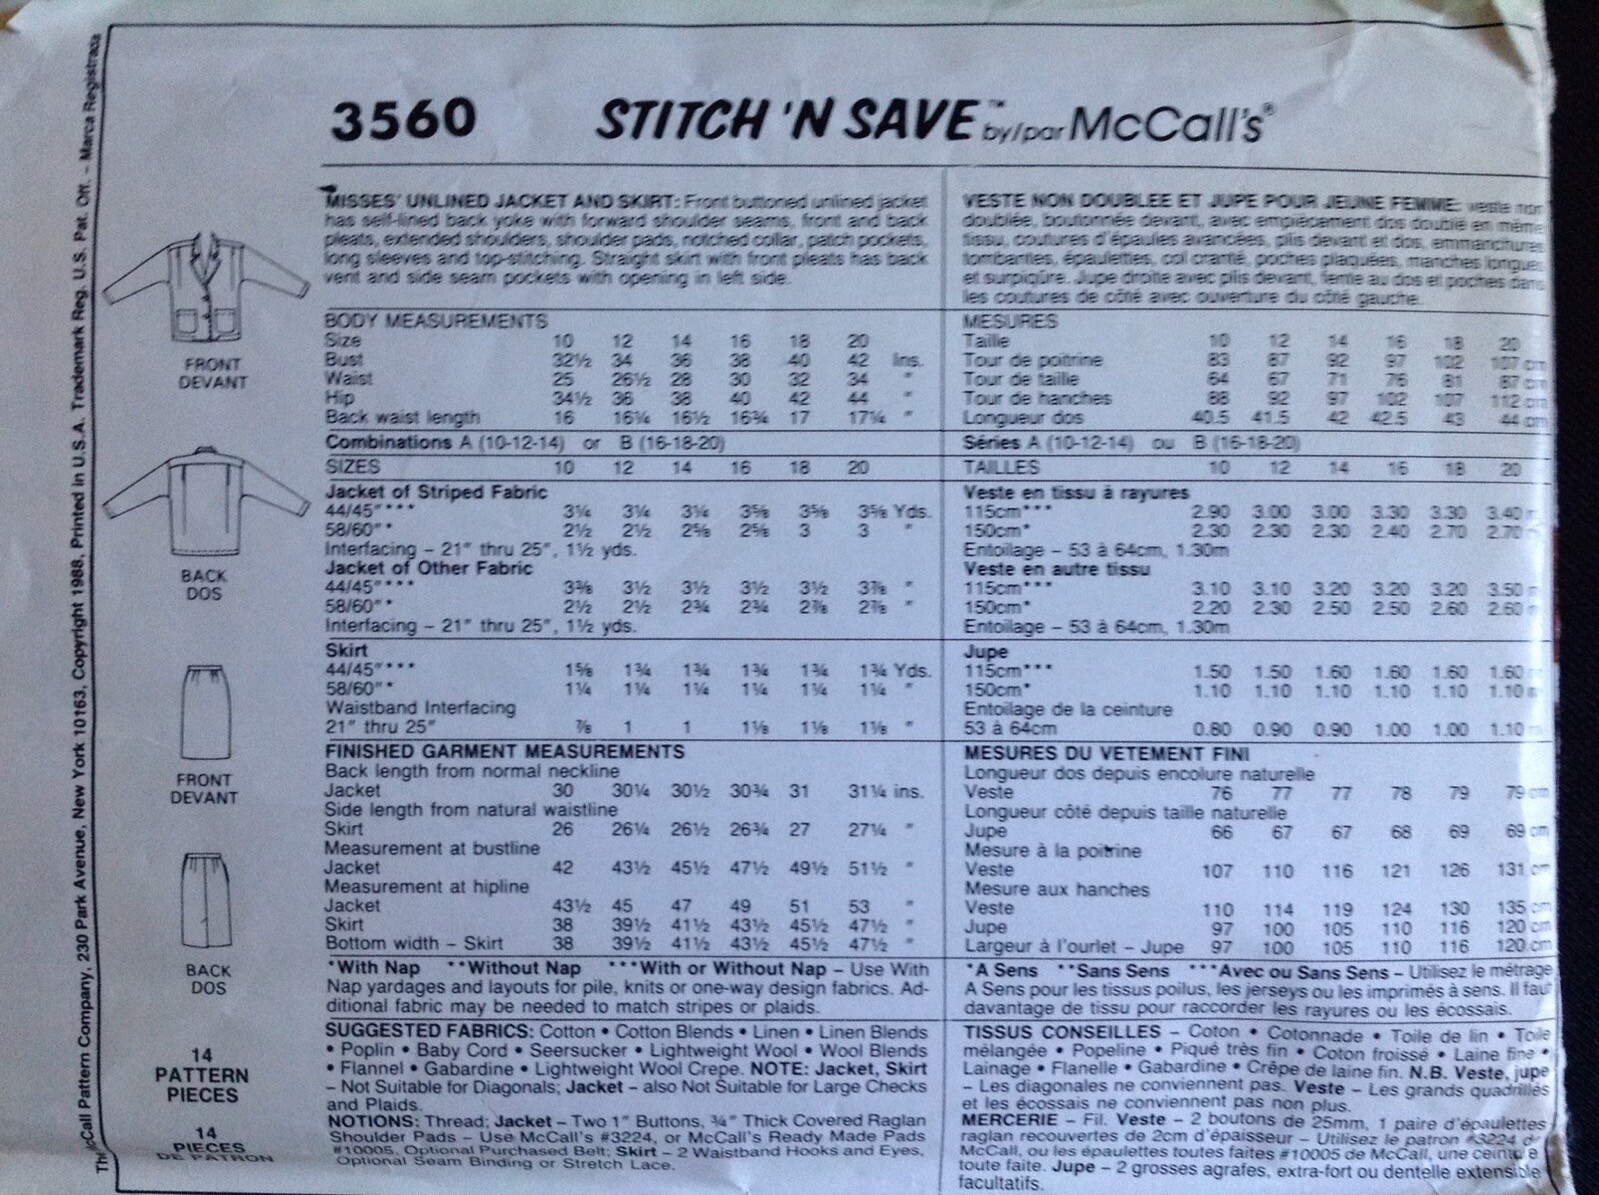 The McCall Pattern Company, 230 Park Avenue, New York 10163, Copyright 1988, Printed in U.S.A. Trademark Reg. U.S. Pat. Off. – Marca Registrada
3560 STITCH 'N SAVE™ by/par McCall's®
FRONT
DEVANT
BACK
DOS
FRONT
DEVANT
BACK
DOS
14
PATTERN
PIECES
14
PIECES
DE PATRON
MISSES' UNLINED JACKET AND SKIRT: Front buttoned unlined jacket
has self-lined back yoke with forward shoulder seams, front and back
pleats, extended shoulders, shoulder pads, notched collar, patch pockets,
long sleeves and top-stitching. Straight skirt with front pleats has back
vent and side seam pockets with opening in left side.
BODY MEASUREMENTS
Size 10 12 14 16 18 20
Bust 32½ 34 36 38 40 42 Ins.
Waist 25 26½ 28 30 32 34 "
Hip 34½ 36 38 40 42 44 "
Back waist length 16 16¼ 16½ 16¾ 17 17¼ "
Combinations A (10-12-14) or B (16-18-20)
SIZES 10 12 14 16 18 20
Jacket of Striped Fabric
44/45"*** 3¼ 3¼ 3¼ 3⅝ 3⅝ 3⅝ Yds.
58/60"* 2½ 2½ 2⅝ 2⅝ 3 3 "
Interfacing – 21" thru 25", 1½ yds.
Jacket of Other Fabric
44/45"*** 3⅜ 3½ 3½ 3½ 3½ 3⅞ "
58/60"* 2½ 2½ 2¾ 2¾ 2⅞ 2⅞ "
Interfacing – 21" thru 25", 1½ yds.
Skirt
44/45"*** 1⅝ 1¾ 1¾ 1¾ 1¾ 1¾ Yds.
58/60"* 1¼ 1¼ 1¼ 1¼ 1¼ 1¼ "
Waistband Interfacing
21" thru 25" ⅞ 1 1 1⅛ 1⅛ 1⅛ "
FINISHED GARMENT MEASUREMENTS
Back length from normal neckline
Jacket 30 30¼ 30½ 30¾ 31 31¼ ins.
Side length from natural waistline
Skirt 26 26¼ 26½ 26¾ 27 27¼ "
Measurement at bustline
Jacket 42 43½ 45½ 47½ 49½ 51½ "
Measurement at hipline
Jacket 43½ 45 47 49 51 53 "
Skirt 38 39½ 41½ 43½ 45½ 47½ "
Bottom width – Skirt 38 39½ 41½ 43½ 45½ 47½ "
*With Nap **Without Nap ***With or Without Nap – Use With
Nap yardages and layouts for pile, knits or one-way design fabrics. Ad-
ditional fabric may be needed to match stripes or plaids.
SUGGESTED FABRICS: Cotton • Cotton Blends • Linen • Linen Blends
• Poplin • Baby Cord • Seersucker • Lightweight Wool • Wool Blends
• Flannel • Gabardine • Lightweight Wool Crepe. NOTE: Jacket, Skirt
– Not Suitable for Diagonals; Jacket – also Not Suitable for Large Checks
and Plaids.
NOTIONS: Thread; Jacket – Two 1" Buttons, ¾" Thick Covered Raglan
Shoulder Pads – Use McCall's #3224, or McCall's Ready Made Pads
#10005, Optional Purchased Belt; Skirt – 2 Waistband Hooks and Eyes,
Optional Seam Binding or Stretch Lace.
VESTE NON DOUBLEE ET JUPE POUR JEUNE FEMME: veste non
doublée, boutonnée devant, avec empiècement dos doublé en même
tissu, coutures d'épaules avancées, plis devant et dos, emmanchures
tombantes, épaulettes, col cranté, poches plaquées, manches longues
et surpiqûre. Jupe droite avec plis devant, fente au dos et poches dans
les coutures de côté avec ouverture du côté gauche.
MESURES
Taille 10 12 14 16 18 20
Tour de poitrine 83 87 92 97 102 107 cm
Tour de taille 64 67 71 76 81 87 cm
Tour de hanches 88 92 97 102 107 112 cm
Longueur dos 40.5 41.5 42 42.5 43 44 cm
Séries A (10-12-14) ou B (16-18-20)
TAILLES 10 12 14 16 18 20
Veste en tissu à rayures
115cm*** 2.90 3.00 3.00 3.30 3.30 3.40 m
150cm* 2.30 2.30 2.30 2.40 2.70 2.70 m
Entoilage – 53 à 64cm, 1.30m
Veste en autre tissu
115cm*** 3.10 3.10 3.20 3.20 3.20 3.50 m
150cm* 2.20 2.30 2.50 2.50 2.60 2.60 m
Entoilage – 53 à 64cm, 1.30m
Jupe
115cm*** 1.50 1.50 1.60 1.60 1.60 1.60 m
150cm* 1.10 1.10 1.10 1.10 1.10 1.10 m
Entoilage de la ceinture
53 à 64cm 0.80 0.90 0.90 1.00 1.00 1.10 m
MESURES DU VETEMENT FINI
Longueur dos depuis encolure naturelle
Veste 76 77 77 78 79 79 cm
Longueur côté depuis taille naturelle
Jupe 66 67 67 68 69 69 cm
Mesure à la poitrine
Veste 107 110 116 121 126 131 cm
Mesure aux hanches
Veste 110 114 119 124 130 135 cm
Jupe 97 100 105 110 116 120 cm
Largeur à l'ourlet – Jupe 97 100 105 110 116 120 cm
*A Sens **Sans Sens ***Avec ou Sans Sens – Utilisez le métrage
A Sens pour les tissus poilus, les jerseys ou les imprimés à sens. Il faut
davantage de tissu pour raccorder les rayures ou les écossais.
TISSUS CONSEILLES – Coton • Cotonnade • Toile de lin • Toile
mélangée • Popeline • Piqué très fin • Coton froissé • Laine fine •
Lainage • Flanelle • Gabardine • Crêpe de laine fin. N.B. Veste, jupe
– Les diagonales ne conviennent pas. Veste – Les grands quadrillés
et les écossais ne conviennent pas non plus.
MERCERIE – Fil. Veste – 2 boutons de 25mm, 1 paire d'épaulettes
raglan recouvertes de 2cm d'épaisseur – Utilisez le patron #3224 de
McCall, ou les épaulettes toutes faites #10005 de McCall, une ceinture
toute faite. Jupe – 2 grosses agrafes, extra-fort ou dentelle extensible
facultatifs.